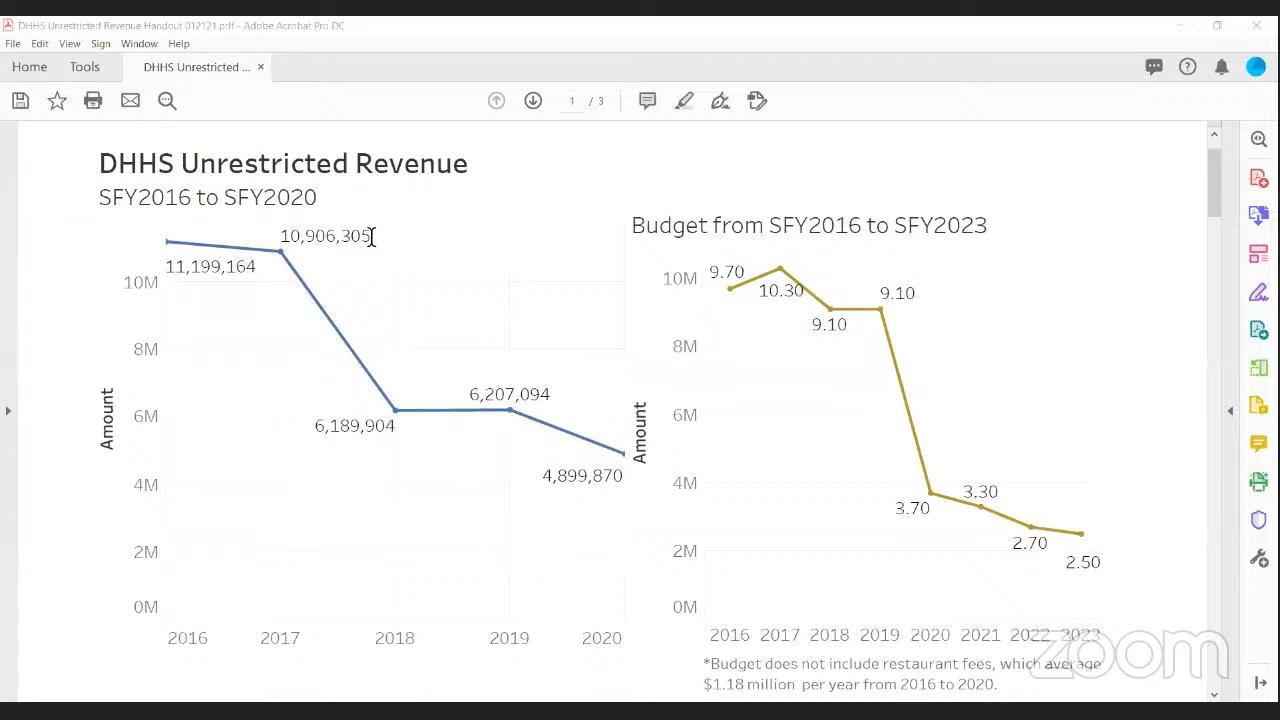 DHHS Unrestricted Revenue Handout 012121.pdf - Adobe Acrobat Pro DC
File Edit View Sign Window Help
Home Tools DHHS Unrestricted ... ×
1 / 3
DHHS Unrestricted Revenue
SFY2016 to SFY2020
10,906,305
11,199,164
10M
8M
6,207,094
6M
6,189,904
4,899,870
4M
2M
0M
Amount
2016 2017 2018 2019 2020
Budget from SFY2016 to SFY2023
9.70
10M
10.30
9.10
9.10
8M
6M
4M
3.30
3.70
2.70
2M
2.50
0M
Amount
2016 2017 2018 2019 2020 2021 2022 2023
*Budget does not include restaurant fees, which average
$1.18 million per year from 2016 to 2020.
zoom